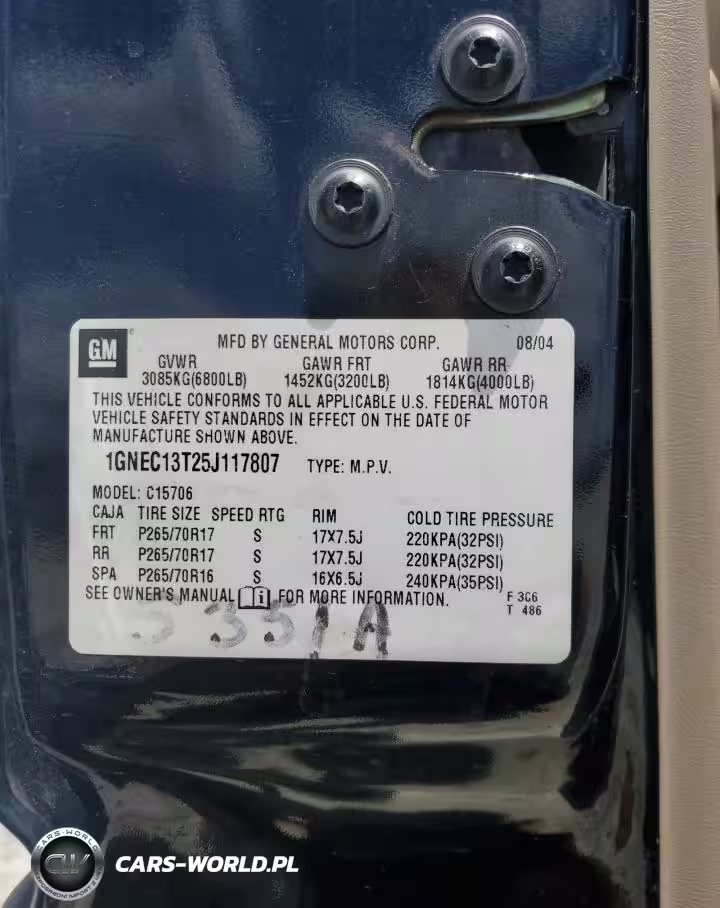 GM
MFD BY GENERAL MOTORS CORP. 08/04
GVWR GAWR FRT GAWR RR
3085KG(6800LB) 1452KG(3200LB) 1814KG(4000LB)
THIS VEHICLE CONFORMS TO ALL APPLICABLE U.S. FEDERAL MOTOR
VEHICLE SAFETY STANDARDS IN EFFECT ON THE DATE OF
MANUFACTURE SHOWN ABOVE.
1GNEC13T25J117807 TYPE: M.P.V.
MODEL: C15706
CAJA TIRE SIZE SPEED RTG RIM COLD TIRE PRESSURE
FRT P265/70R17 S 17X7.5J 220KPA(32PSI)
RR P265/70R17 S 17X7.5J 220KPA(32PSI)
SPA P265/70R16 S 16X6.5J 240KPA(35PSI)
SEE OWNER'S MANUAL FOR MORE INFORMATION.
T 486
CARS-WORLD
CW
CARS-WORLD.PL